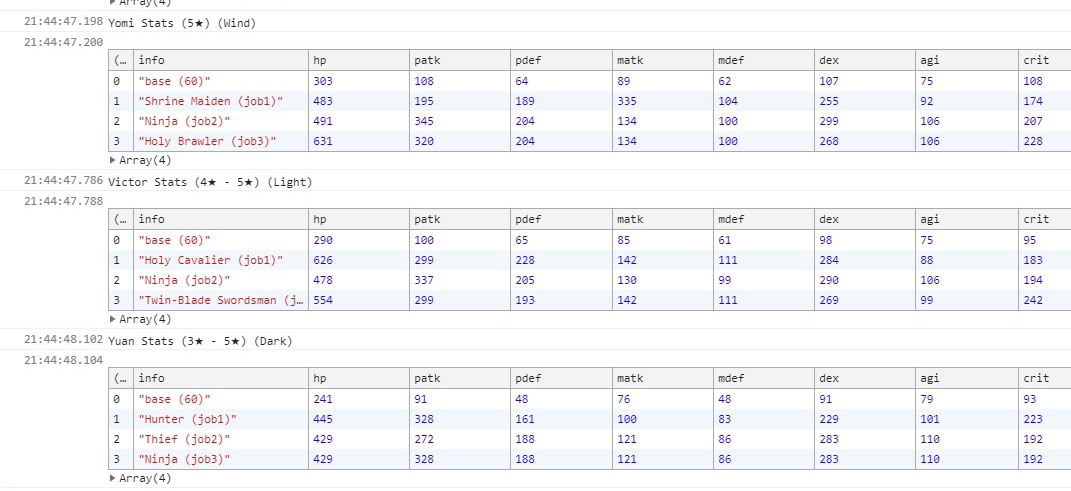 Array(4)
21:44:47.198 Yomi Stats (5★) (Wind)
21:44:47.200
(… info hp patk pdef matk mdef dex agi crit
0 "base (60)" 303 108 64 89 62 107 75 108
1 "Shrine Maiden (job1)" 483 195 189 335 104 255 92 174
2 "Ninja (job2)" 491 345 204 134 100 299 106 207
3 "Holy Brawler (job3)" 631 320 204 134 100 268 106 228
Array(4)
21:44:47.786 Victor Stats (4★ - 5★) (Light)
21:44:47.788
(… info hp patk pdef matk mdef dex agi crit
0 "base (60)" 290 100 65 85 61 98 75 95
1 "Holy Cavalier (job1)" 626 299 228 142 111 284 88 183
2 "Ninja (job2)" 478 337 205 130 99 290 106 194
3 "Twin-Blade Swordsman (j… 554 299 193 142 111 269 99 242
Array(4)
21:44:48.102 Yuan Stats (3★ - 5★) (Dark)
21:44:48.104
(… info hp patk pdef matk mdef dex agi crit
0 "base (60)" 241 91 48 76 48 91 79 93
1 "Hunter (job1)" 445 328 161 100 83 229 101 223
2 "Thief (job2)" 429 272 188 121 86 283 110 192
3 "Ninja (job3)" 429 328 188 121 86 283 110 192
Array(4)